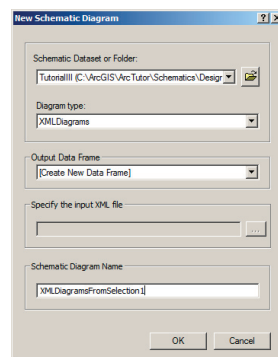 New Schematic Diagram
Schematic Dataset or Folder:
TutorialIII (C:\ArcGIS\ArcTutor\Schematics\Desigr
Diagram type:
XMLDiagrams
Output Data Frame
[Create New Data Frame]
Specify the input XML file
...
Schematic Diagram Name
XMLDiagramsFromSelection1
OK Cancel